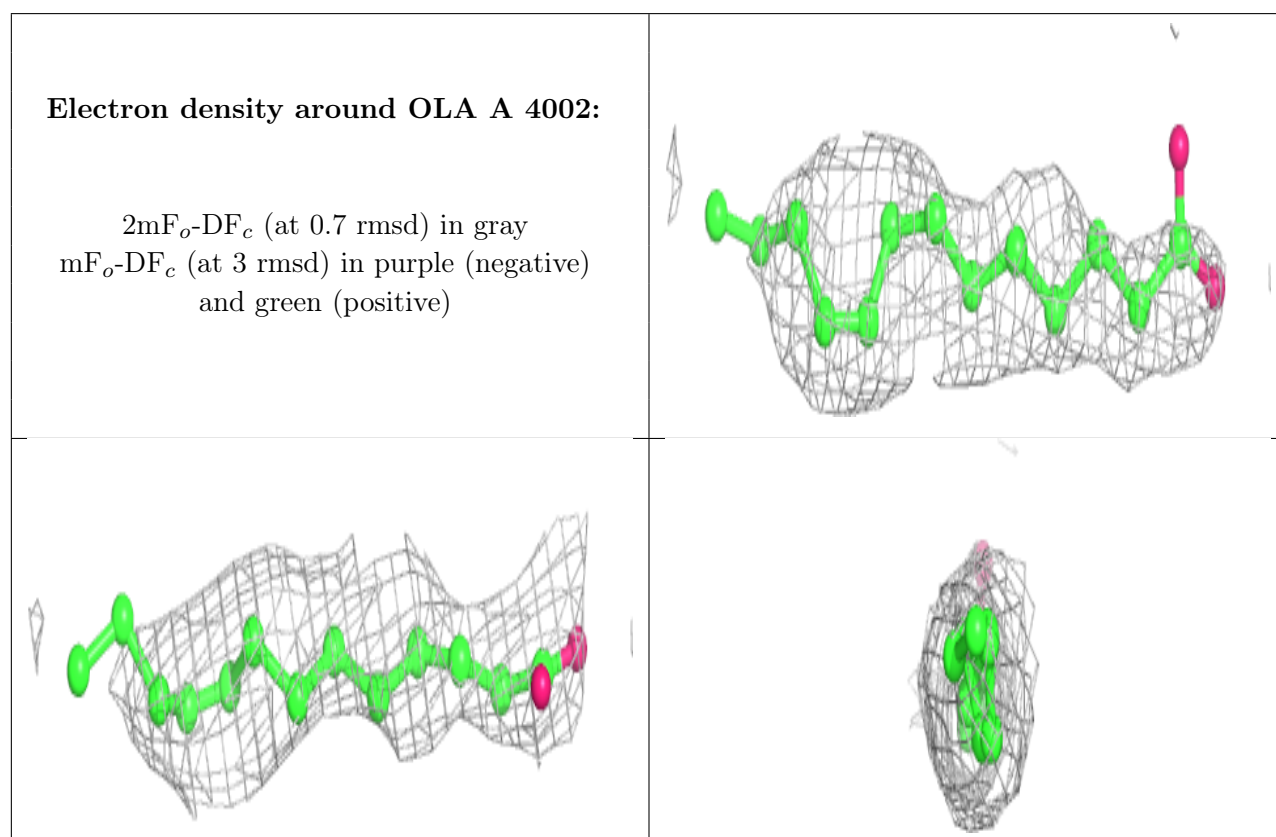 Electron density around OLA A 4002:
2mFo-DFc (at 0.7 rmsd) in gray
mFo-DFc (at 3 rmsd) in purple (negative)
and green (positive)